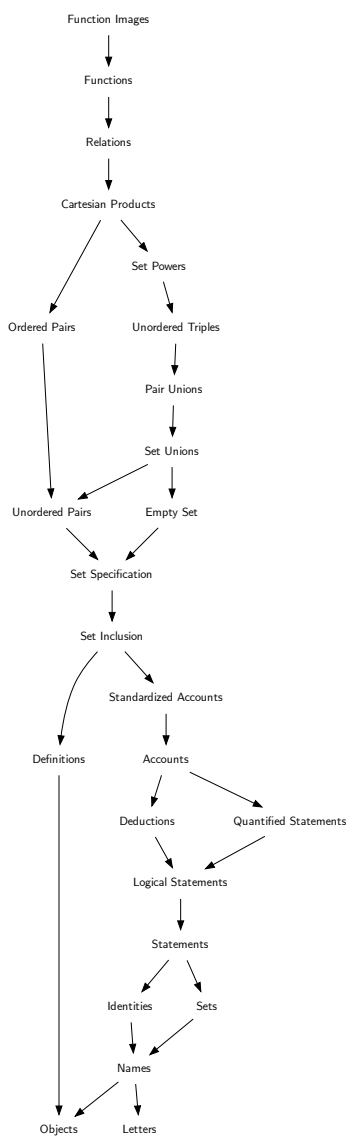 Function Images
Functions
Relations
Cartesian Products
Set Powers
Ordered Pairs
Unordered Triples
Pair Unions
Set Unions
Unordered Pairs
Empty Set
Set Specification
Set Inclusion
Standardized Accounts
Definitions
Accounts
Deductions
Quantified Statements
Logical Statements
Statements
Identities
Sets
Names
Objects
Letters